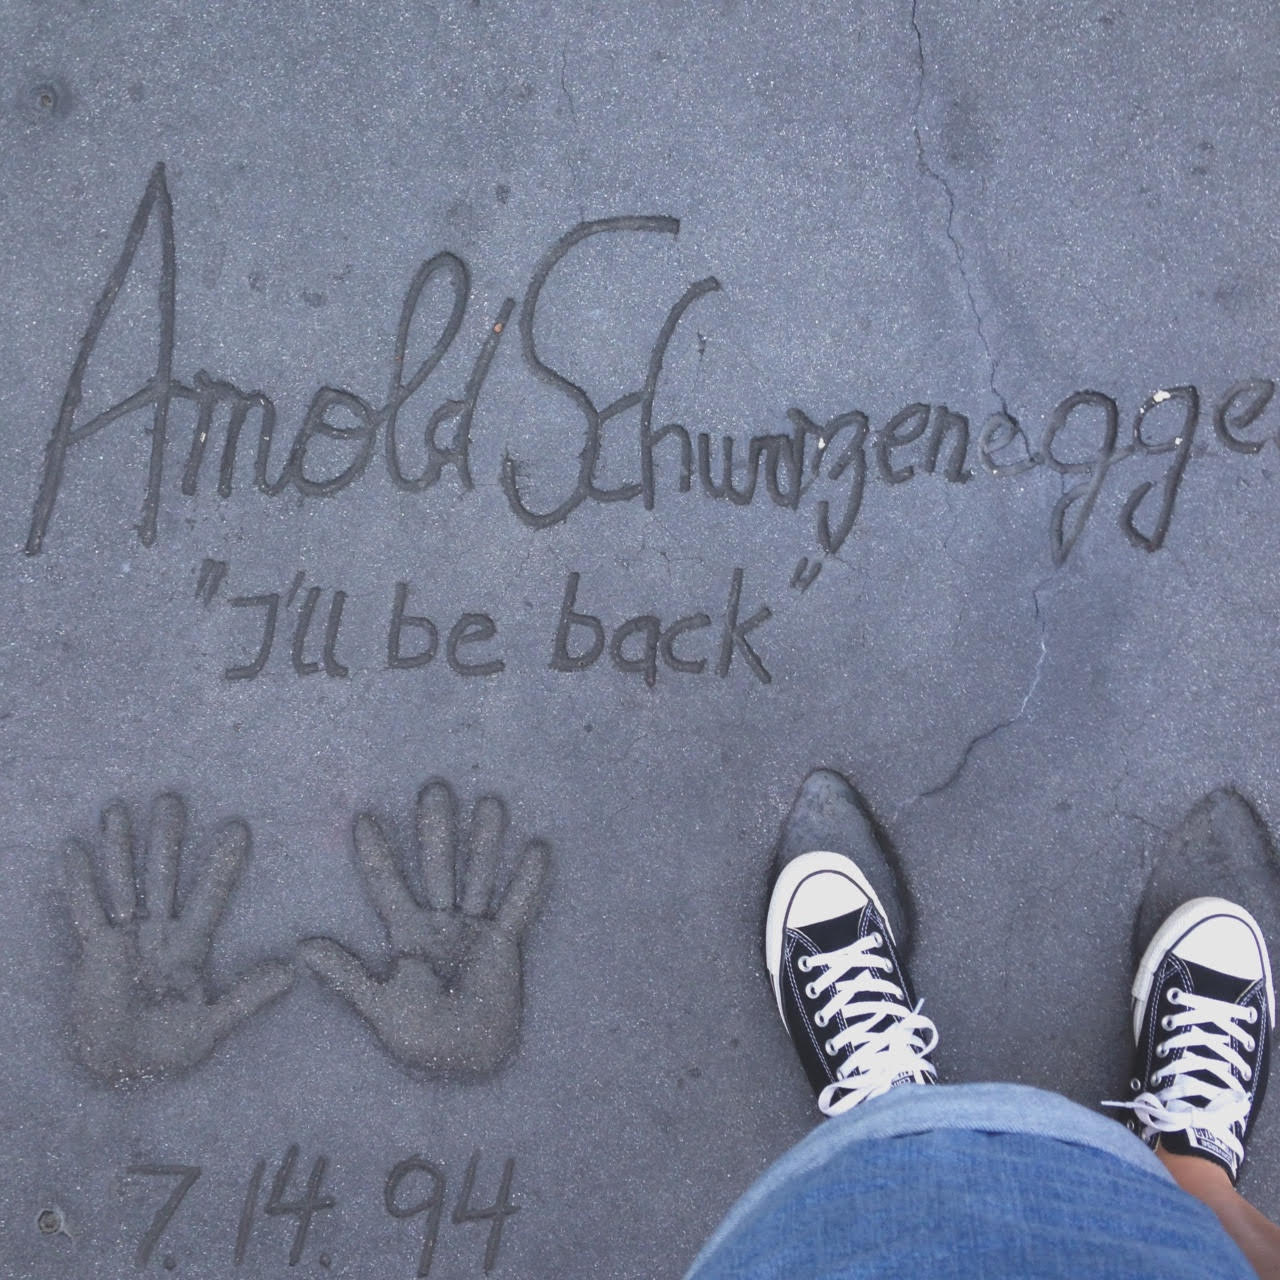 Arnold Schwarzenegge
"I'll be back"
7.14.94